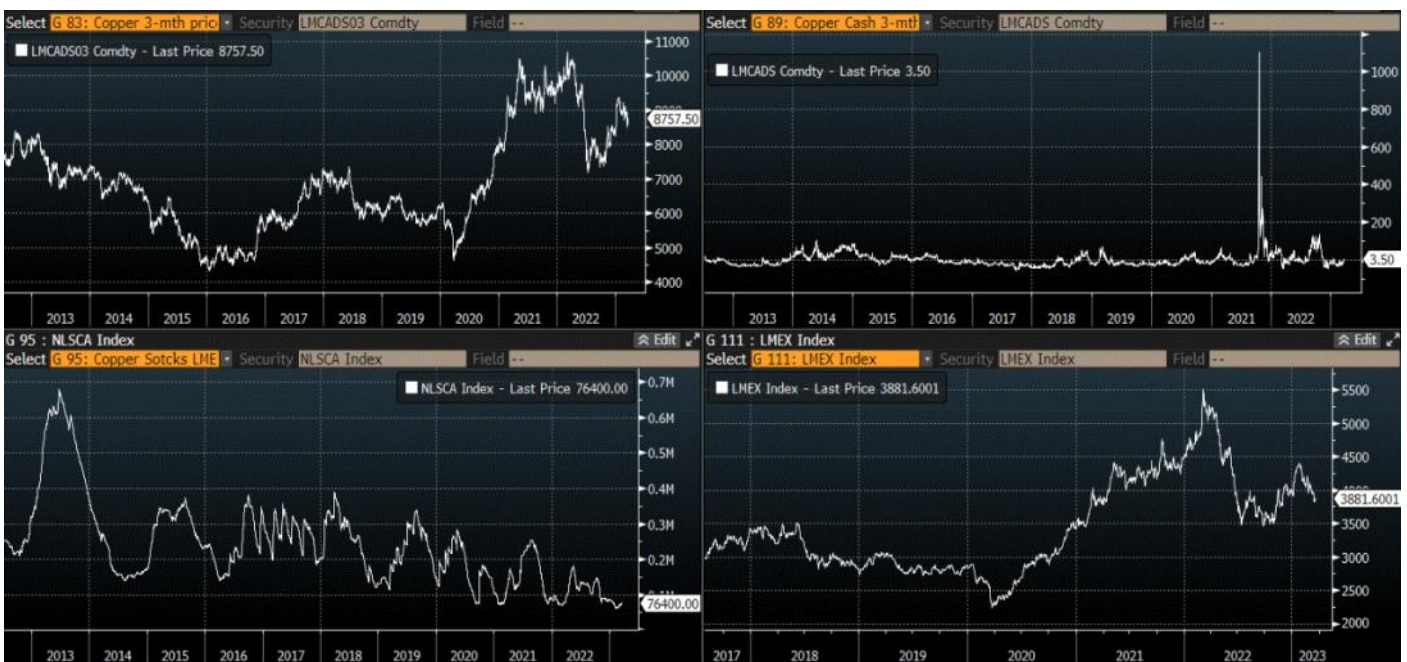 Select G 83: Copper 3-mth pric Security LMCADS03 Comdty Field --
LMCADS03 Comdty - Last Price 8757.50
11000
10000
9000
8757.50
8000
7000
6000
5000
4000
2013 2014 2015 2016 2017 2018 2019 2020 2021 2022
Select G 89: Copper Cash 3-mth Security LMCADS Comdty Field --
LMCADS Comdty - Last Price 3.50
1000
800
600
400
200
3.50
2013 2014 2015 2016 2017 2018 2019 2020 2021 2022
G 95 : NLSCA Index Edit
Select G 95: Copper Sotcks LME Security NLSCA Index Field --
NLSCA Index - Last Price 76400.00
0.7M
0.6M
0.5M
0.4M
0.3M
0.2M
0.1M
76400.00
2013 2014 2015 2016 2017 2018 2019 2020 2021 2022
G 111 : LMEX Index Edit
Select G 111: LMEX Index Security LMEX Index Field --
LMEX Index - Last Price 3881.6001
5500
5000
4500
4000
3881.6001
3500
3000
2500
2000
2017 2018 2019 2020 2021 2022 2023